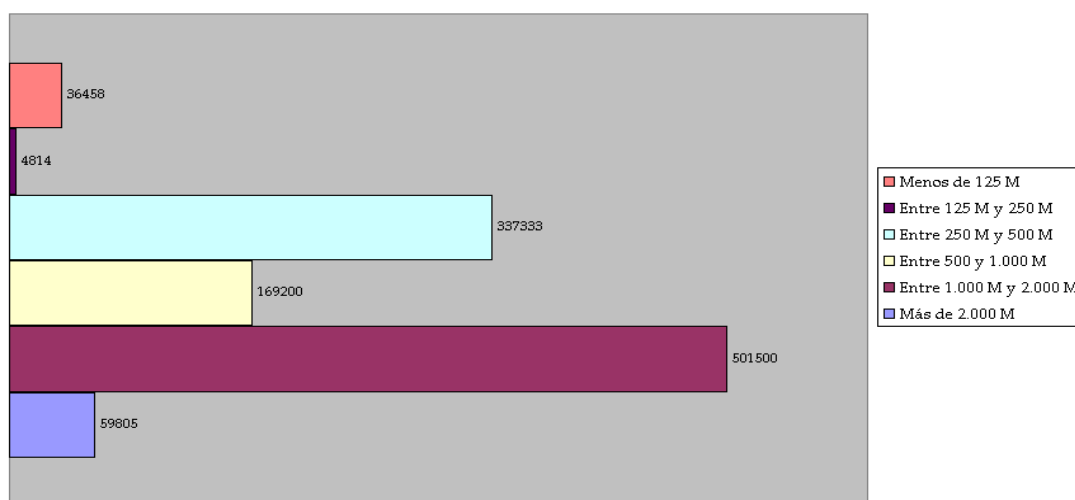 36458
4814
337333
169200
501500
59805
Menos de 125 M
Entre 125 M y 250 M
Entre 250 M y 500 M
Entre 500 y 1.000 M
Entre 1.000 M y 2.000 M
Más de 2.000 M